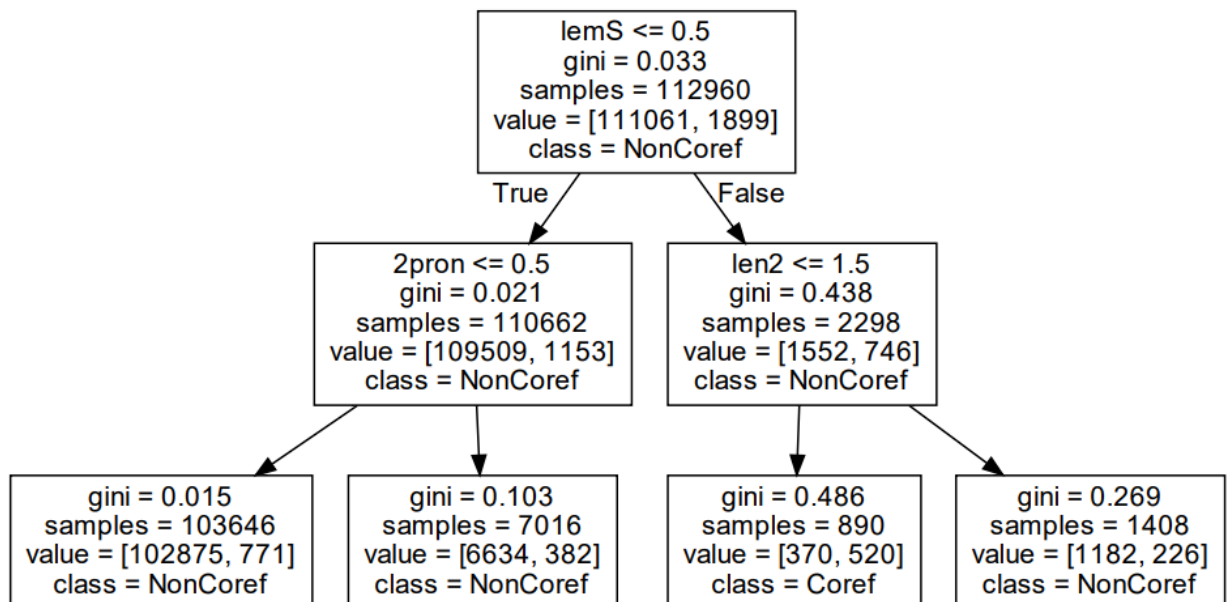 lemS <= 0.5
gini = 0.033
samples = 112960
value = [111061, 1899]
class = NonCoref
True
False
2pron <= 0.5
gini = 0.021
samples = 110662
value = [109509, 1153]
class = NonCoref
len2 <= 1.5
gini = 0.438
samples = 2298
value = [1552, 746]
class = NonCoref
gini = 0.015
samples = 103646
value = [102875, 771]
class = NonCoref
gini = 0.103
samples = 7016
value = [6634, 382]
class = NonCoref
gini = 0.486
samples = 890
value = [370, 520]
class = Coref
gini = 0.269
samples = 1408
value = [1182, 226]
class = NonCoref